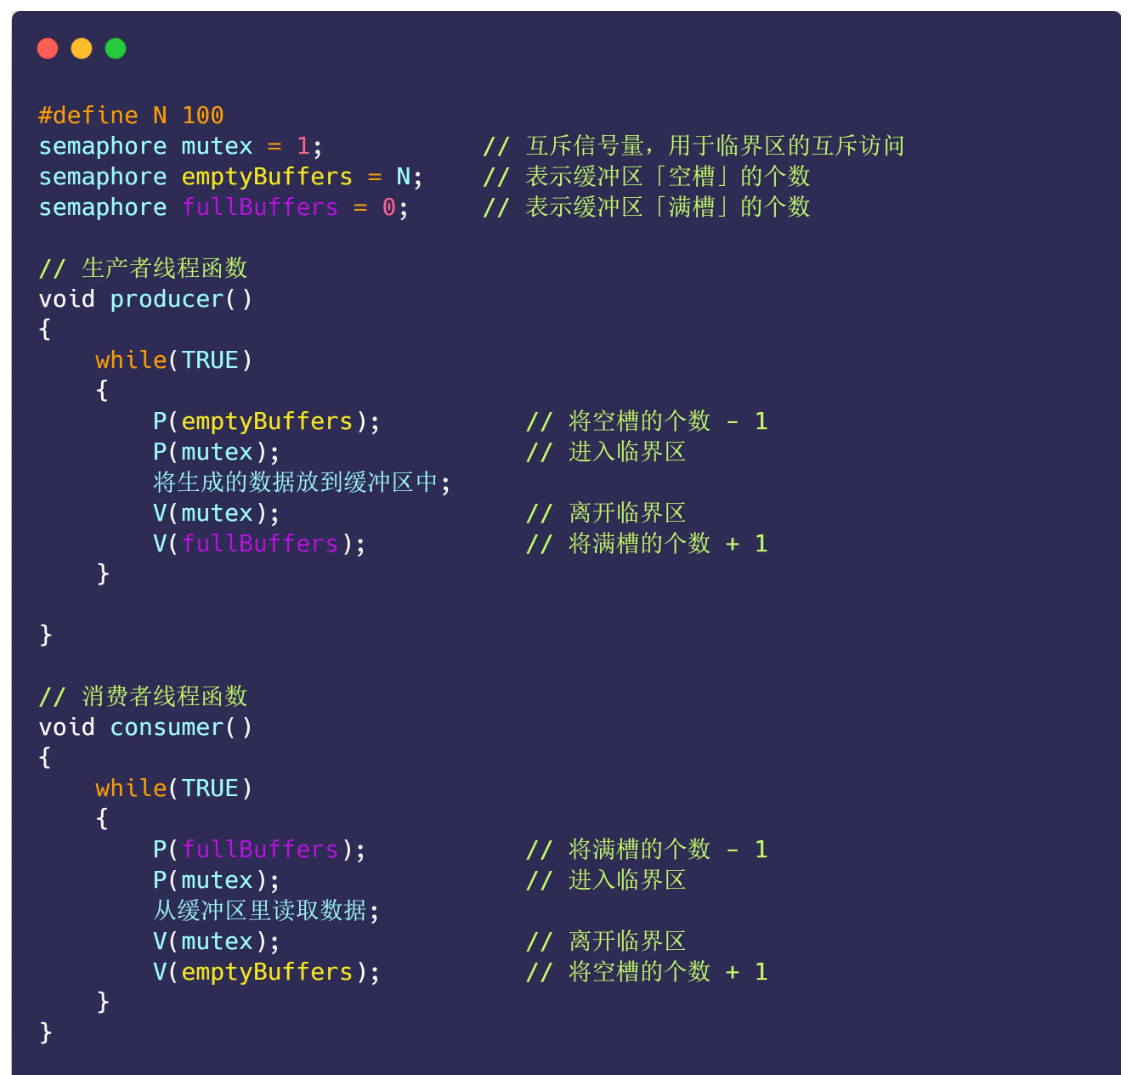 #define N 100
semaphore mutex = 1; // 互斥信号量，用于临界区的互斥访问
semaphore emptyBuffers = N; // 表示缓冲区「空槽」的个数
semaphore fullBuffers = 0; // 表示缓冲区「满槽」的个数
// 生产者线程函数
void producer()
{
while(TRUE)
{
P(emptyBuffers); // 将空槽的个数 - 1
P(mutex); // 进入临界区
将生成的数据放到缓冲区中;
V(mutex); // 离开临界区
V(fullBuffers); // 将满槽的个数 + 1
}
}
// 消费者线程函数
void consumer()
{
while(TRUE)
{
P(fullBuffers); // 将满槽的个数 - 1
P(mutex); // 进入临界区
从缓冲区里读取数据;
V(mutex); // 离开临界区
V(emptyBuffers); // 将空槽的个数 + 1
}
}